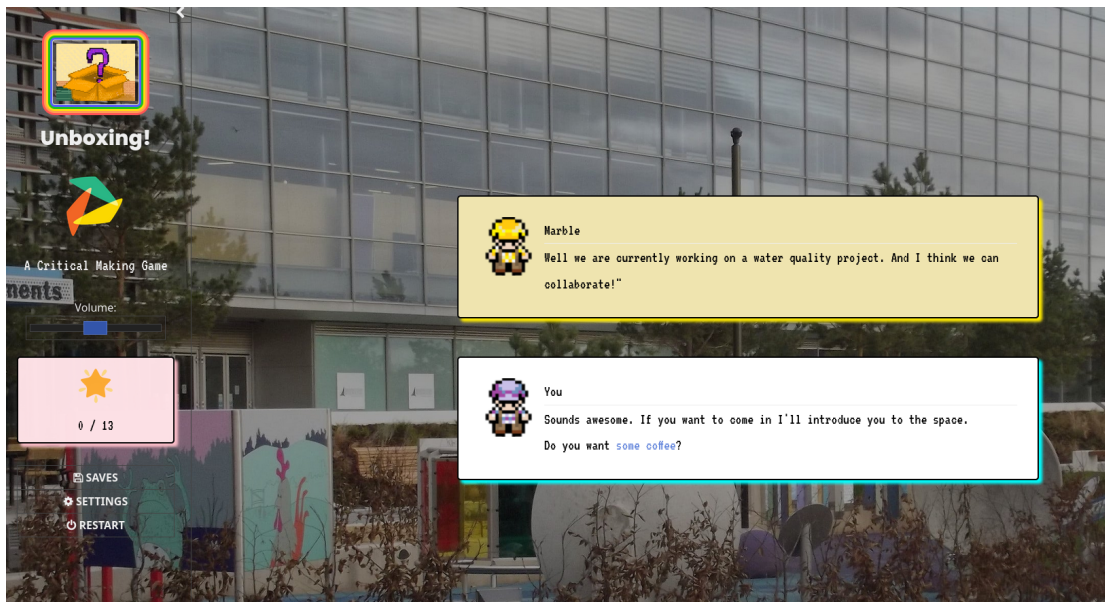 ?
Unboxing!
A Critical Making Game
ments
Volume:
0 / 13
SAVES
SETTINGS
RESTART
Marble
Well we are currently working on a water quality project. And I think we can
collaborate!"
You
Sounds awesome. If you want to come in I'll introduce you to the space.
Do you want some coffee?